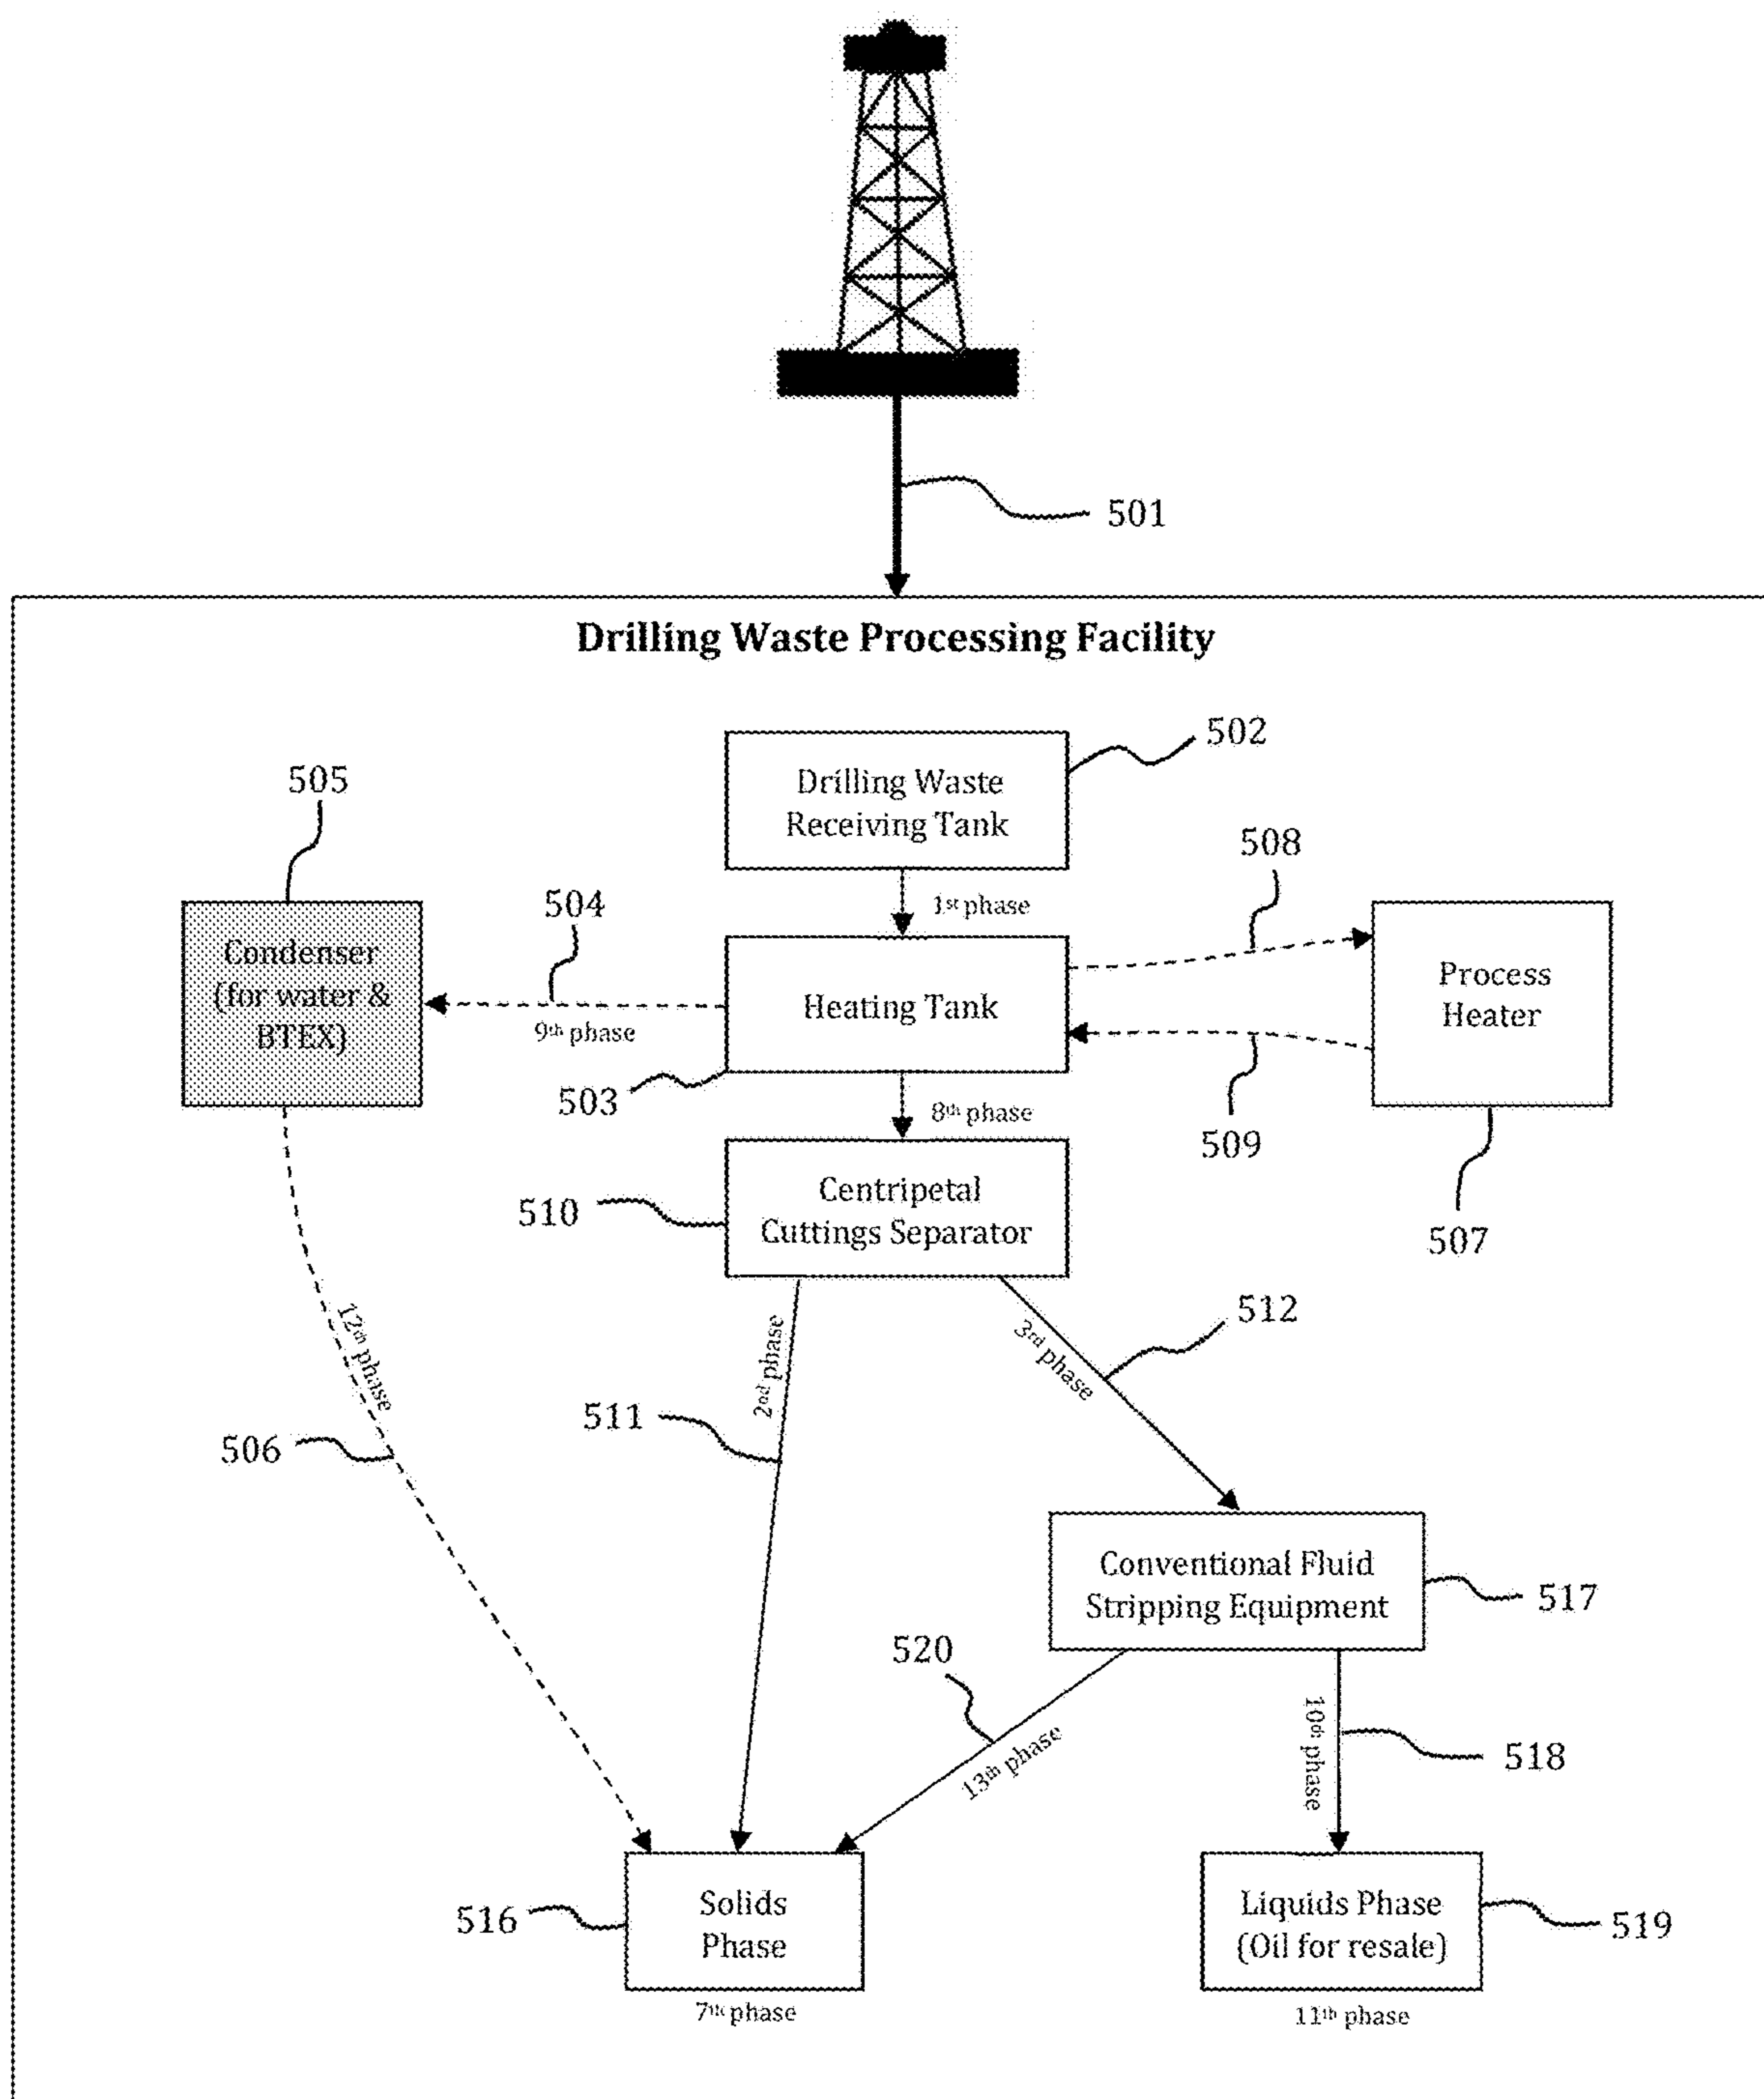 501
Drilling Waste Processing Facility
502
Drilling Waste
Receiving Tank
505
508
504
1st phase
Condenser
(for water &
BTEX)
Heating Tank
Process
Heater
9th phase
503
8th phase
509
510
Centripetal
Cuttings Separator
507
512
12th phase
2nd phase
3rd phase
511
506
Conventional Fluid
Stripping Equipment
517
520
13th phase
10th phase
518
516
Solids
Phase
Liquids Phase
(Oil for resale)
519
7th phase
11th phase